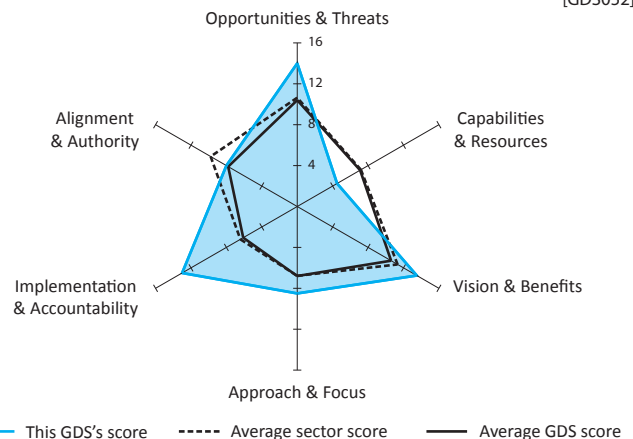 [GDS052]
Opportunities & Threats
16
12
8
4
Alignment
& Authority
Capabilities
& Resources
Implementation
& Accountability
Vision & Benefits
Approach & Focus
This GDS's score
Average sector score
Average GDS score